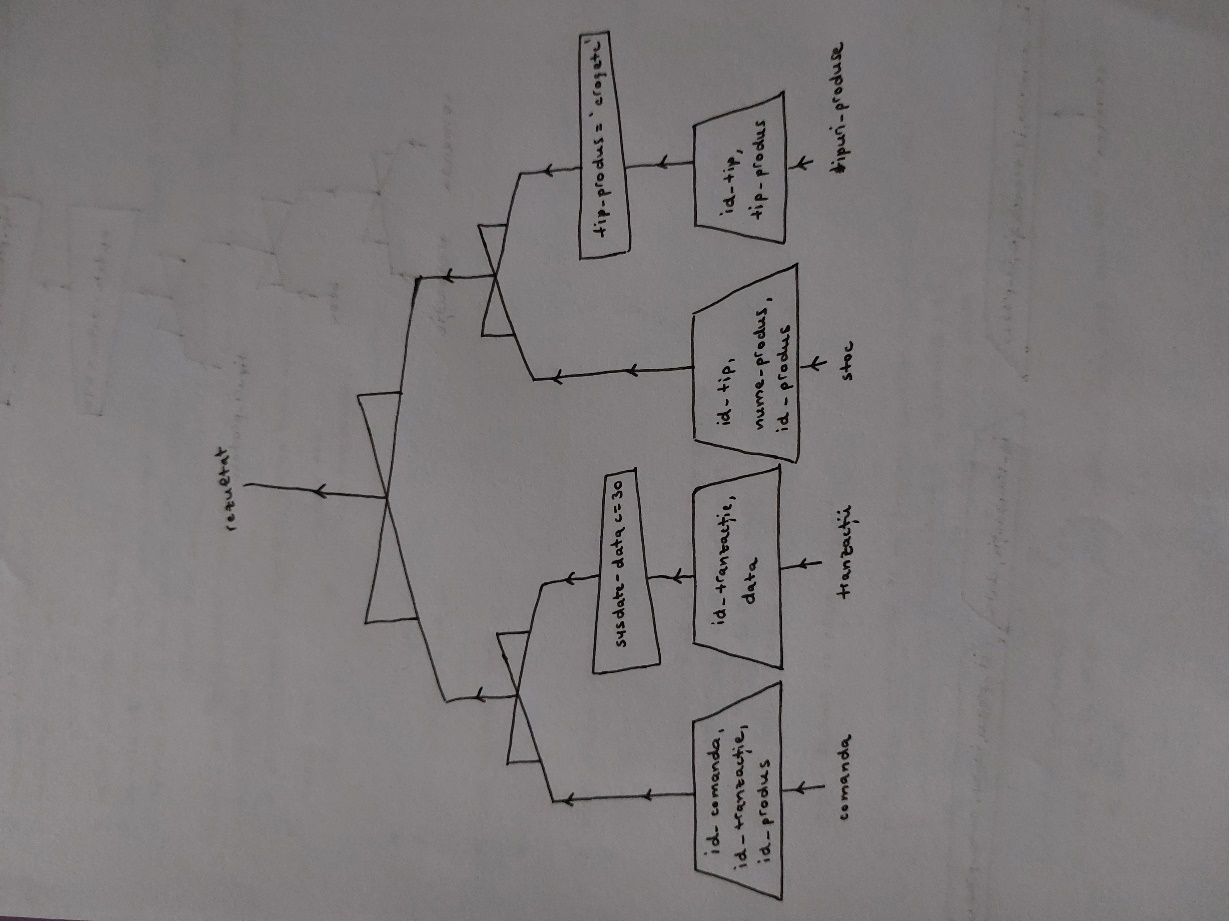 rezultat
tip-produs = 'crogete'
sysdate-data <= 30
id-comanda,
id-tranzacție,
id-produs
id-tranzacție,
data
id-tip,
nume-produs,
id-produs
id-tip,
tip-produs
comanda
tranzacții
stoc
tipuri-produse